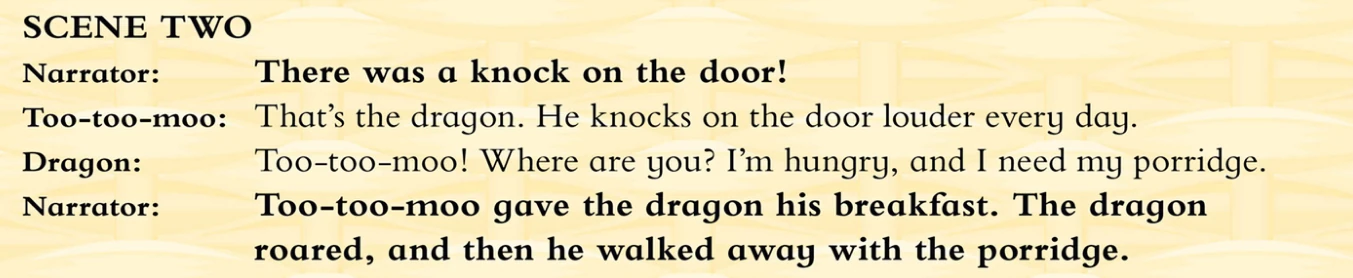 SCENE TWO
Narrator: There was a knock on the door!
Too-too-moo: That's the dragon. He knocks on the door louder every day.
Dragon: Too-too-moo! Where are you? I'm hungry, and I need my porridge.
Narrator: Too-too-moo gave the dragon his breakfast. The dragon
roared, and then he walked away with the porridge.